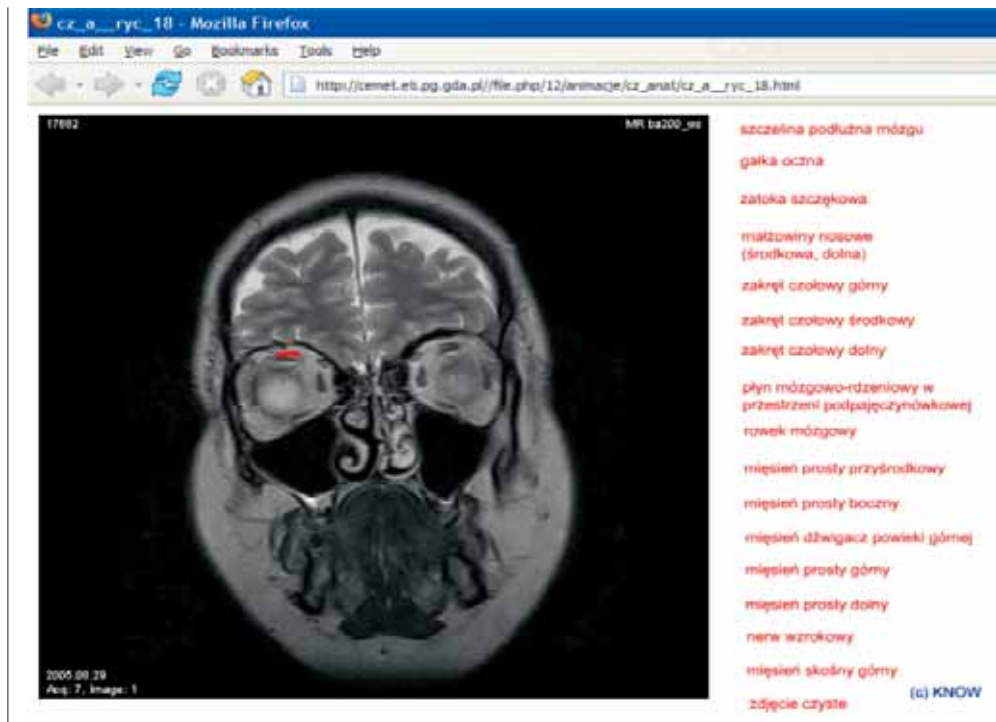 cz_a__ryc_18 - Mozilla Firefox
File Edit View Go Bookmarks Tools Help
http://cemet.eti.pg.gda.pl//file.php/12/animacje/cz_anat/cz_a__ryc_18.html
17682
MR ba200_ws
szczelina podłużna mózgu
gałka oczna
zatoka szczękowa
małżowiny nosowe
(środkowa, dolna)
zakręt czołowy górny
zakręt czołowy środkowy
zakręt czołowy dolny
płyn mózgowo-rdzeniowy w
przestrzeni podpajęczynówkowej
rowek mózgowy
mięsień prosty przyśrodkowy
mięsień prosty boczny
mięsień dźwigacz powieki górnej
mięsień prosty górny
mięsień prosty dolny
nerw wzrokowy
mięsień skośny górny
zdjęcie czyste
2005.08.29
Acq: 7, Image: 1
(c) KNOW